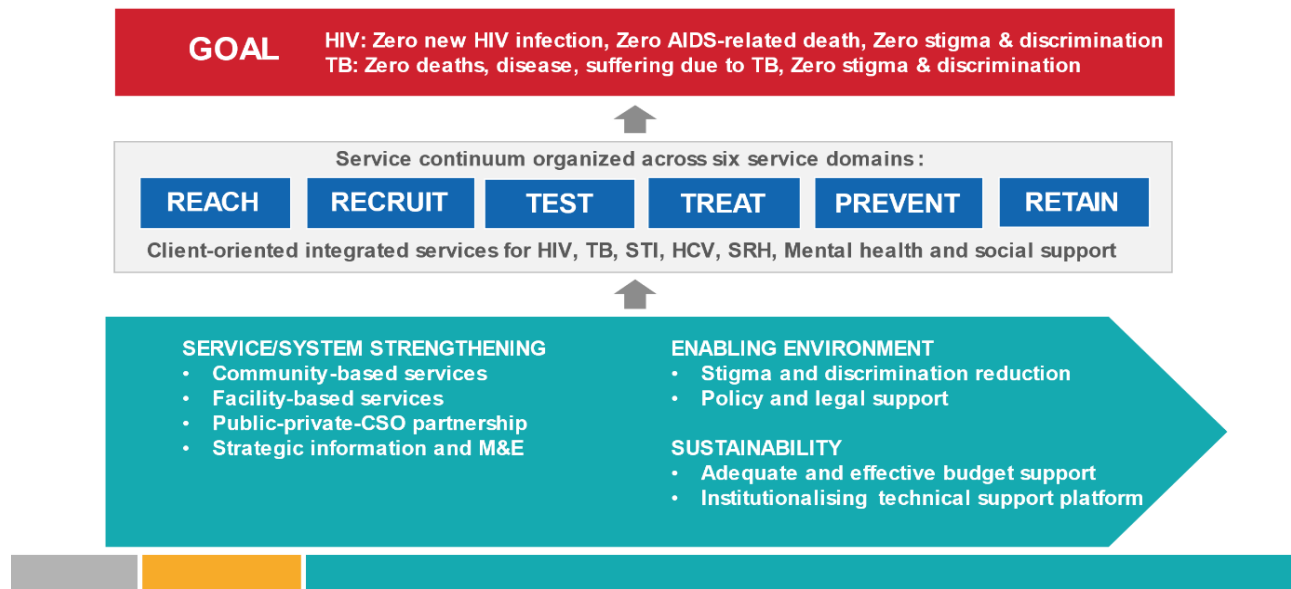 GOAL
HIV: Zero new HIV infection, Zero AIDS-related death, Zero stigma & discrimination
TB: Zero deaths, disease, suffering due to TB, Zero stigma & discrimination
Service continuum organized across six service domains :
REACH
RECRUIT
TEST
TREAT
PREVENT
RETAIN
Client-oriented integrated services for HIV, TB, STI, HCV, SRH, Mental health and social support
SERVICE/SYSTEM STRENGTHENING
• Community-based services
• Facility-based services
• Public-private-CSO partnership
• Strategic information and M&E
ENABLING ENVIRONMENT
• Stigma and discrimination reduction
• Policy and legal support
SUSTAINABILITY
• Adequate and effective budget support
• Institutionalising technical support platform